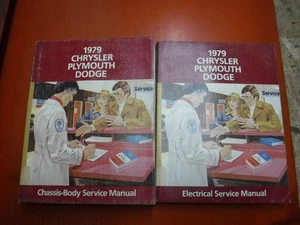 1979
CHRYSLER
PLYMOUTH
DODGE
Service
Chassis-Body Service Manual
1979
CHRYSLER
PLYMOUTH
DODGE
Service
Electrical Service Manual